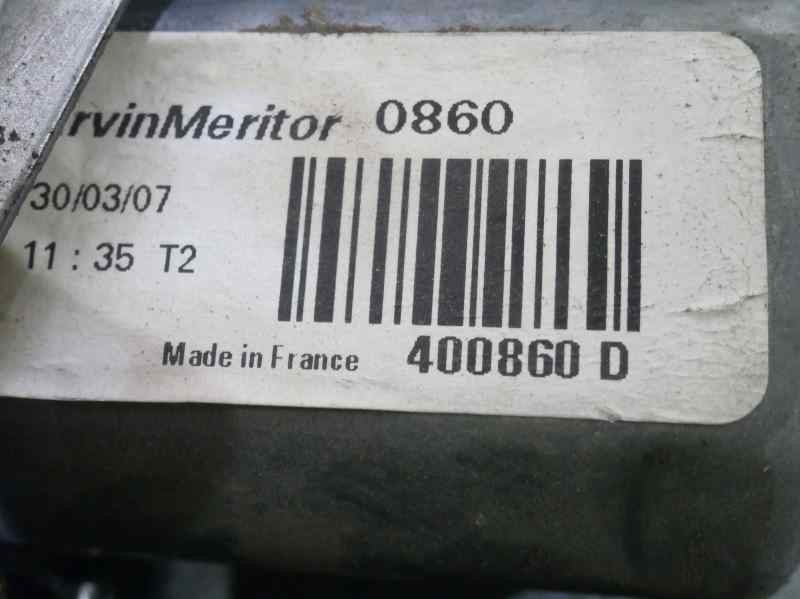 rvinMeritor 0860
30/03/07
11 : 35 T2
Made in France 400860 D